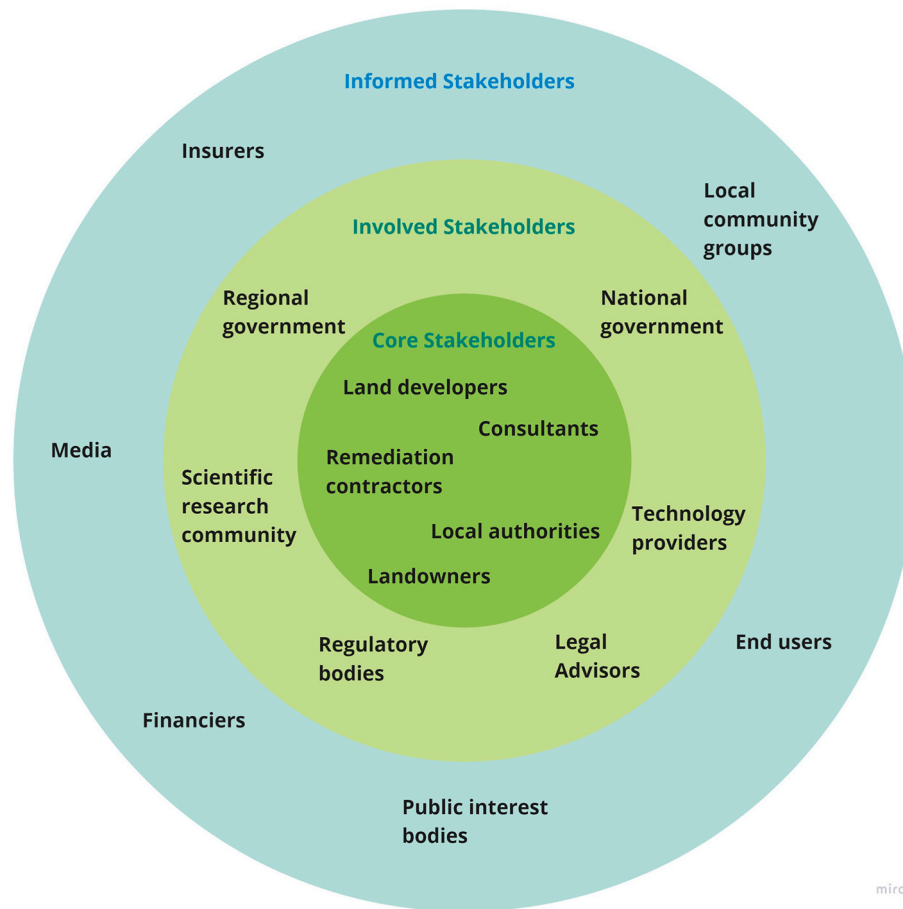 Informed Stakeholders
Insurers
Local
community
groups
Involved Stakeholders
Regional
government
National
government
Core Stakeholders
Land developers
Consultants
Remediation
contractors
Media
Scientific
research
community
Technology
providers
Local authorities
Landowners
Regulatory
bodies
Legal
Advisors
End users
Financiers
Public interest
bodies